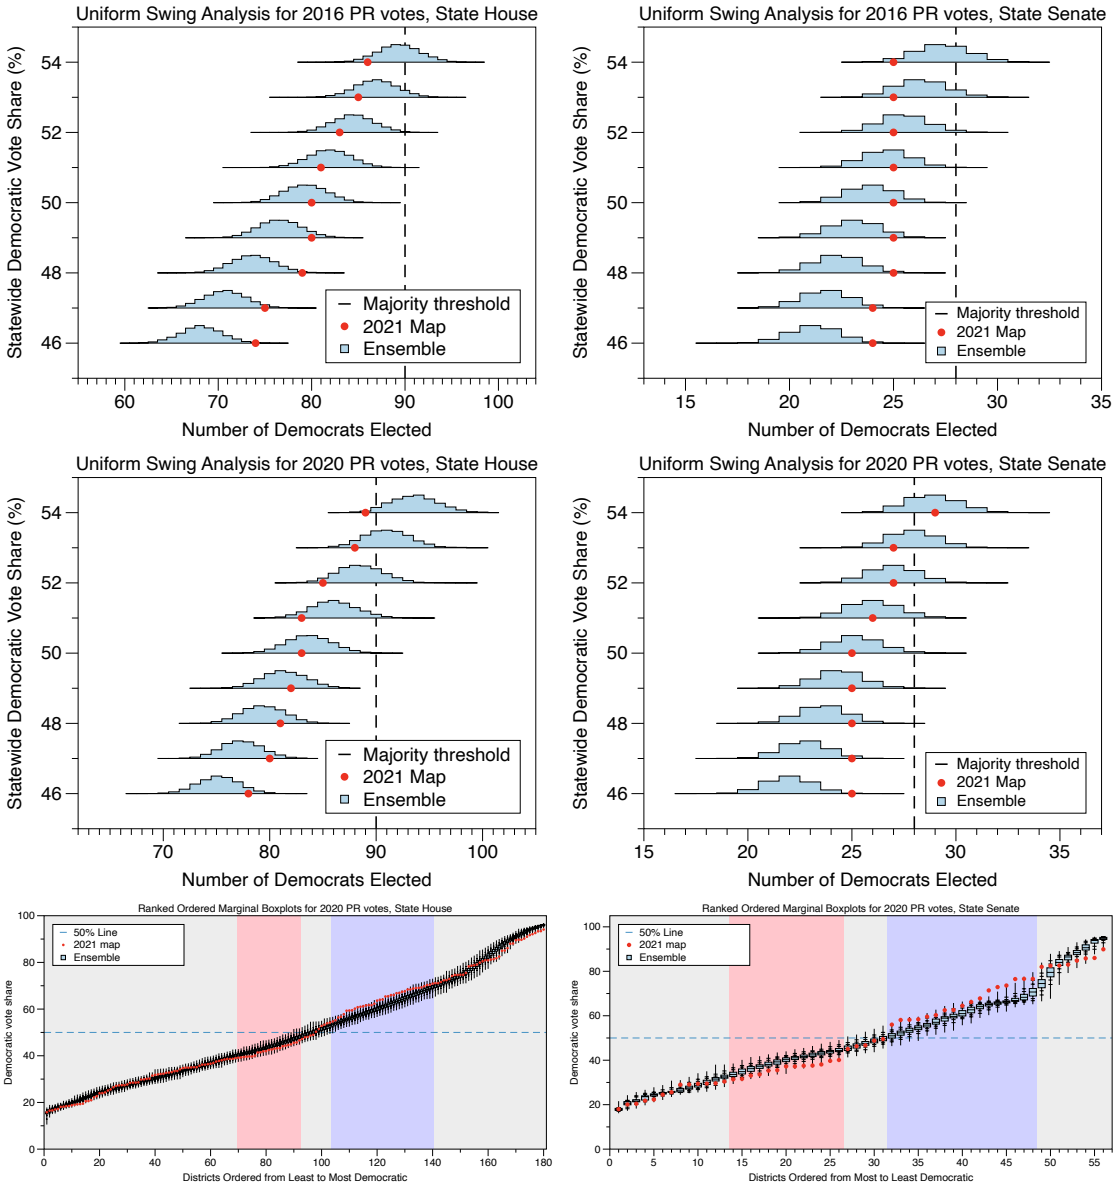 Uniform Swing Analysis for 2016 PR votes, State House
Statewide Democratic Vote Share (%)
54
52
50
48
46
Majority threshold
2021 Map
Ensemble
60 70 80 90 100
Number of Democrats Elected
Uniform Swing Analysis for 2016 PR votes, State Senate
Statewide Democratic Vote Share (%)
54
52
50
48
46
Majority threshold
2021 Map
Ensemble
15 20 25 30 35
Number of Democrats Elected
Uniform Swing Analysis for 2020 PR votes, State House
Statewide Democratic Vote Share (%)
54
52
50
48
46
Majority threshold
2021 Map
Ensemble
70 80 90 100
Number of Democrats Elected
Uniform Swing Analysis for 2020 PR votes, State Senate
Statewide Democratic Vote Share (%)
54
52
50
48
46
Majority threshold
2021 Map
Ensemble
15 20 25 30 35
Number of Democrats Elected
Ranked Ordered Marginal Boxplots for 2020 PR votes, State House
Democratic vote share
100
80
60
40
20
0
50% Line
2021 map
Ensemble
0 20 40 60 80 100 120 140 160 180
Districts Ordered from Least to Most Democratic
Ranked Ordered Marginal Boxplots for 2020 PR votes, State Senate
Democratic vote share
100
80
60
40
20
0
50% Line
2021 map
Ensemble
0 5 10 15 20 25 30 35 40 45 50 55
Districts Ordered from Most to Least Democratic